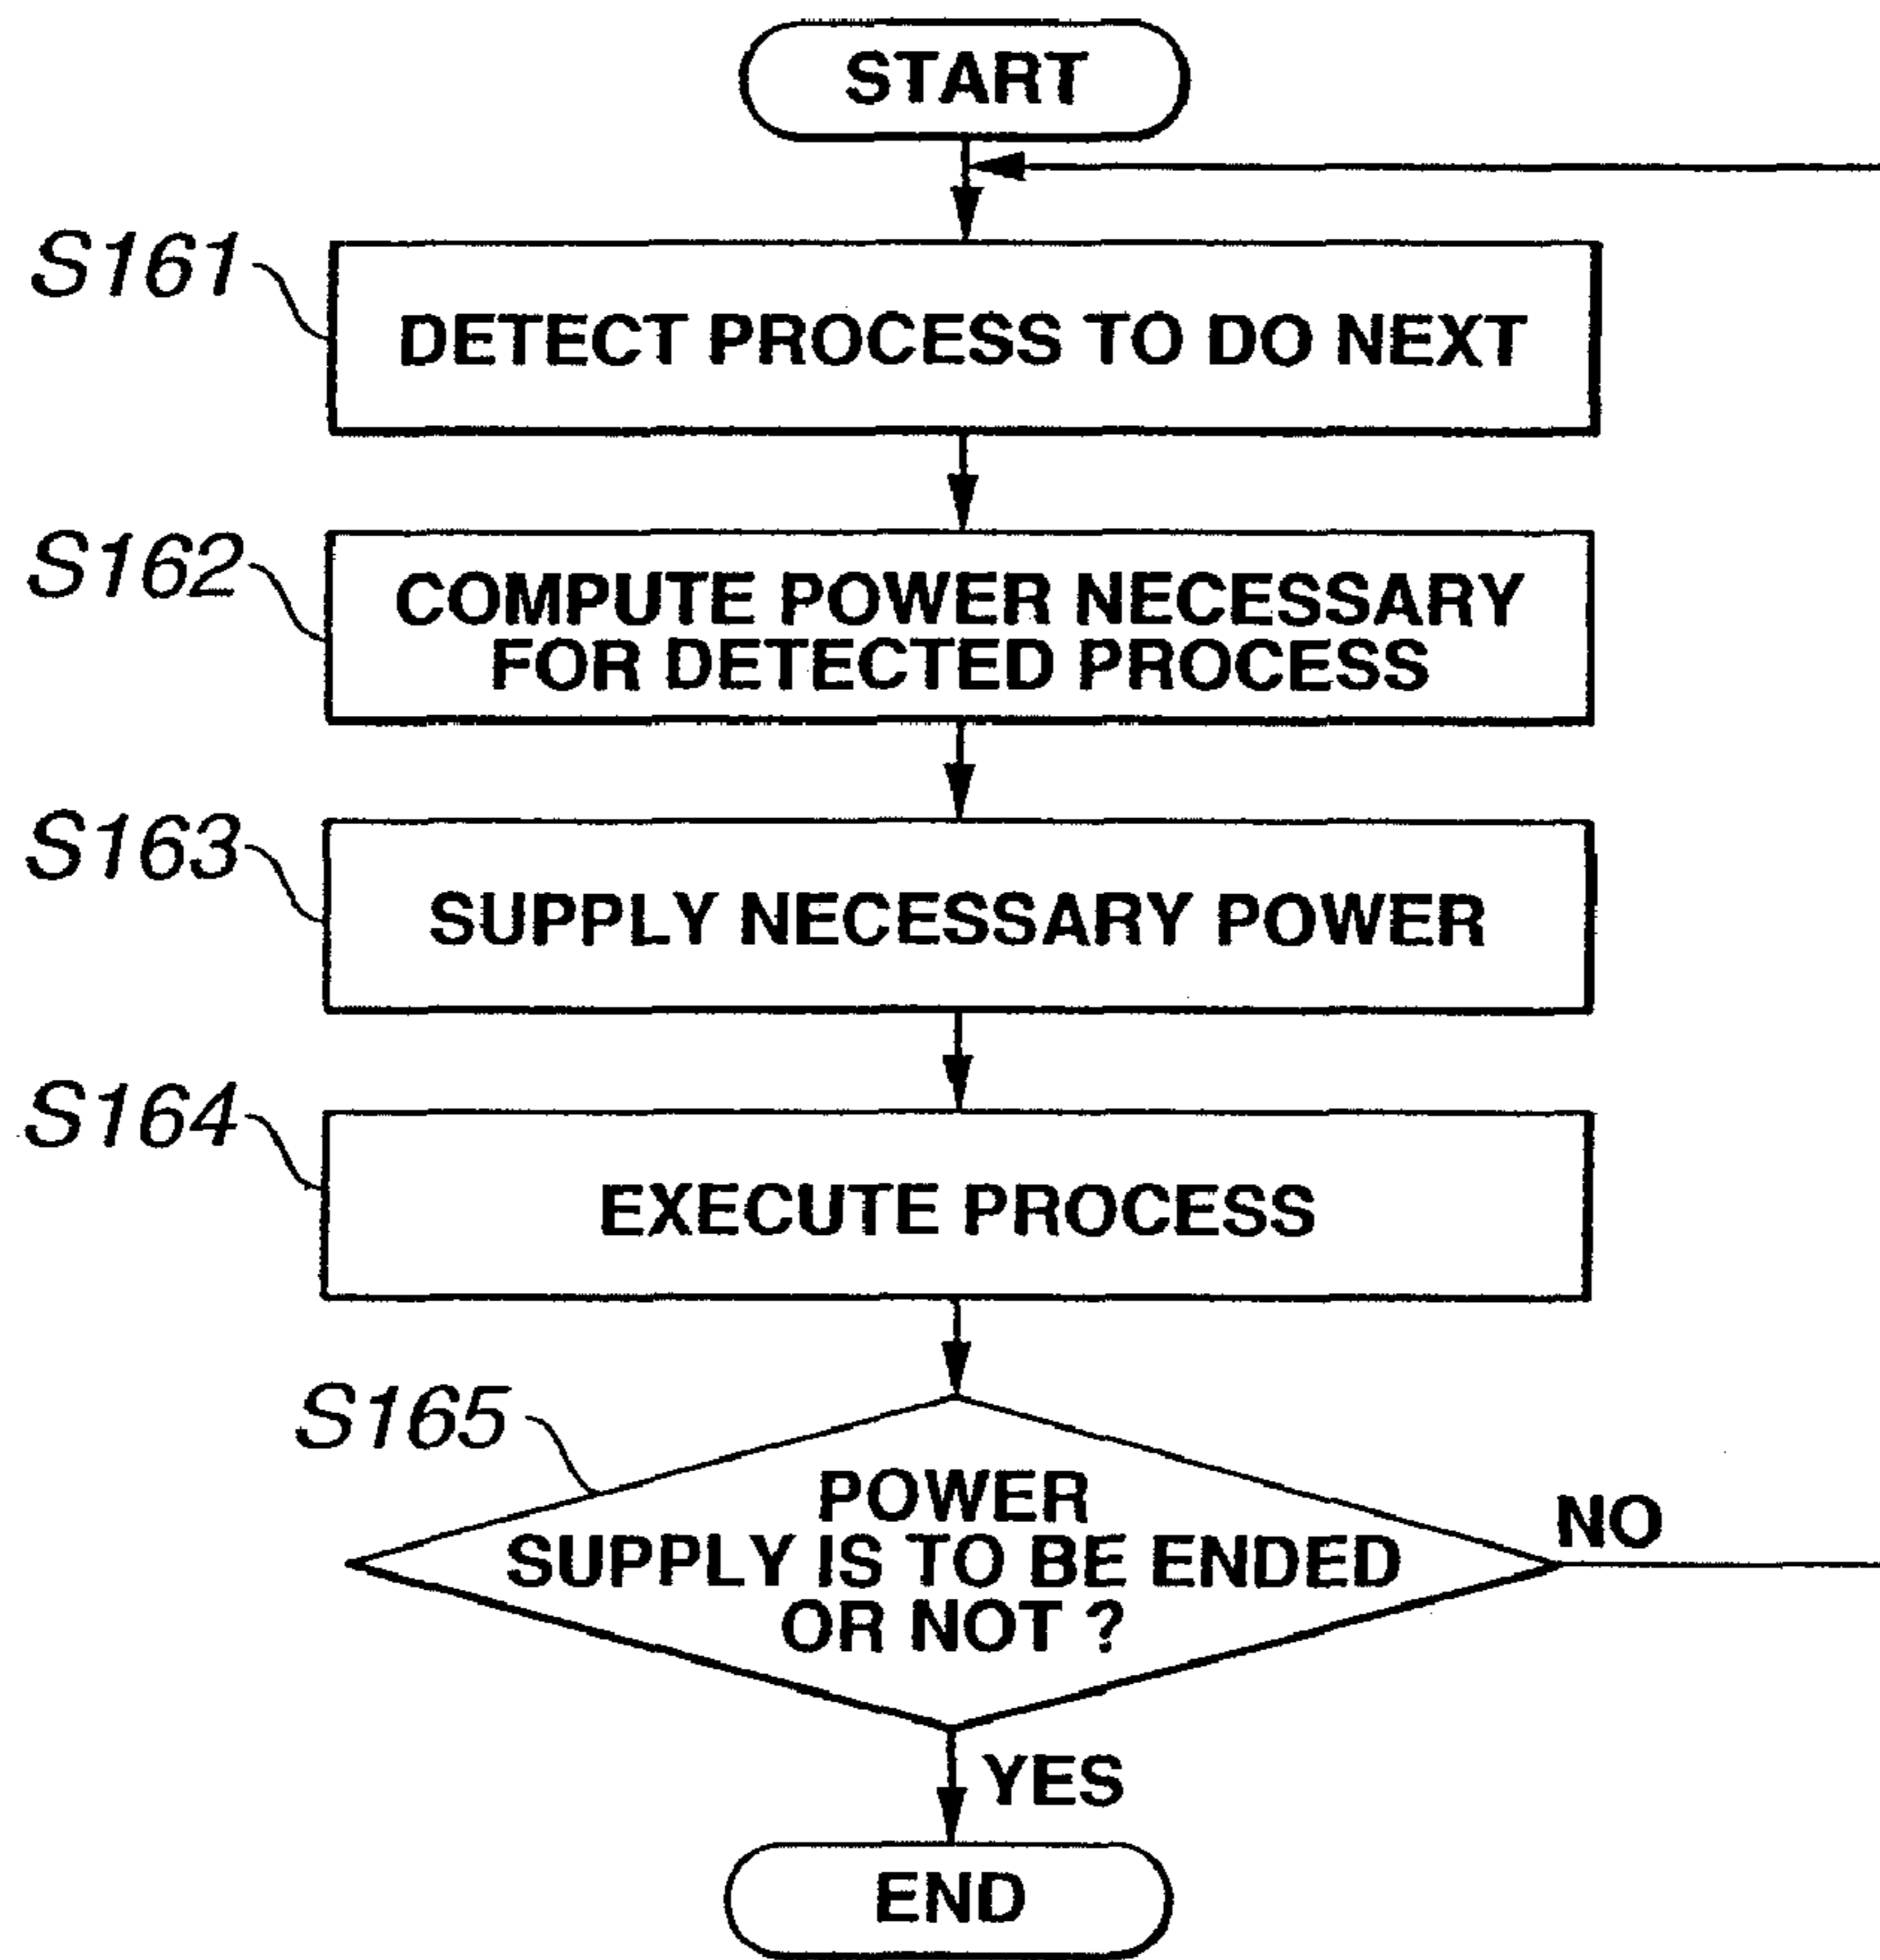 START
S161
DETECT PROCESS TO DO NEXT
S162
COMPUTE POWER NECESSARY
FOR DETECTED PROCESS
S163
SUPPLY NECESSARY POWER
S164
EXECUTE PROCESS
S165
POWER
SUPPLY IS TO BE ENDED
OR NOT ?
NO
YES
END